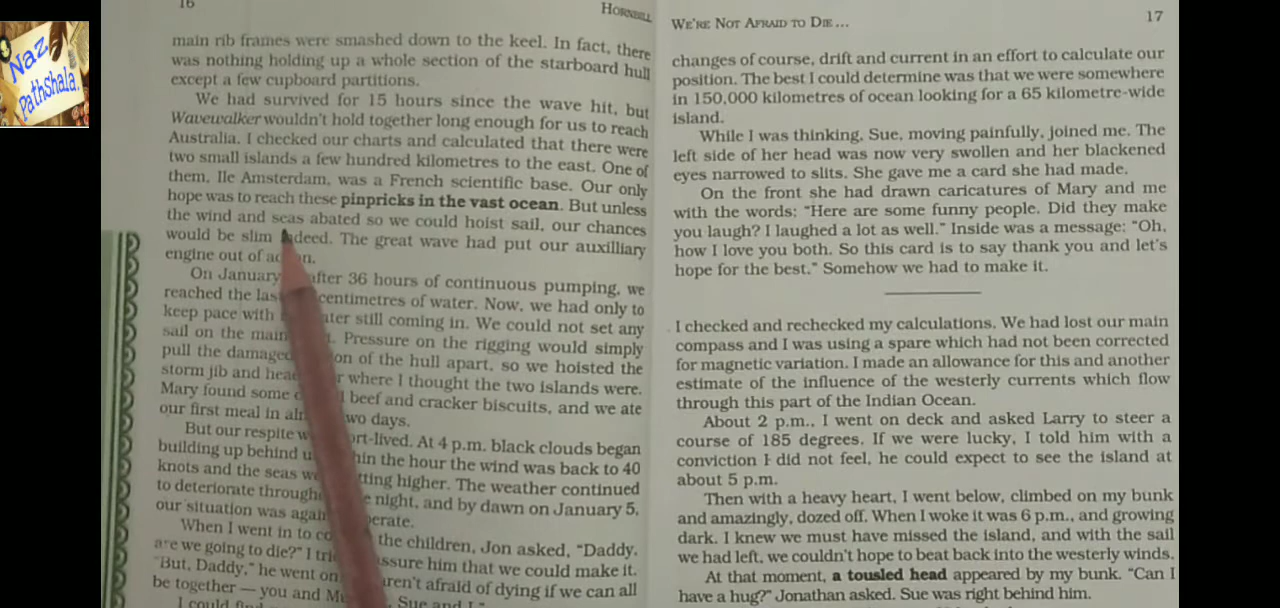 Naz
Pathshala.
16
HORNBILL
main rib frames were smashed down to the keel. In fact, there
was nothing holding up a whole section of the starboard hull
except a few cupboard partitions.
We had survived for 15 hours since the wave hit, but
Wavewalker wouldn't hold together long enough for us to reach
Australia. I checked our charts and calculated that there were
two small islands a few hundred kilometres to the east. One of
them, Ile Amsterdam, was a French scientific base. Our only
hope was to reach these pinpricks in the vast ocean. But unless
the wind and seas abated so we could hoist sail, our chances
would be slim indeed. The great wave had put our auxilliary
engine out of
On January after 36 hours of continuous pumping, we
reached the centimetres of water. Now, we had only to
keep pace with still coming in. We could not set any
sail on the main Pressure on the rigging would simply
pull the damaged of the hull apart, so we hoisted the
storm jib and where I thought the two islands were.
Mary found some beef and cracker biscuits, and we ate
our first meal in two days.
But our respite At 4 p.m. black clouds began
building up behind the hour the wind was back to 40
knots and the seas higher. The weather continued
to deteriorate night, and by dawn on January 5,
our situation was
When I went in to the children, Jon asked, "Daddy,
are we going to die?" I him that we could make it.
"But, Daddy," he went on aren't afraid of dying if we can all
be together — you and Sue and I."
I could
WE'RE NOT AFRAID TO DIE...
17
changes of course, drift and current in an effort to calculate our
position. The best I could determine was that we were somewhere
in 150,000 kilometres of ocean looking for a 65 kilometre-wide
island.
While I was thinking, Sue, moving painfully, joined me. The
left side of her head was now very swollen and her blackened
eyes narrowed to slits. She gave me a card she had made.
On the front she had drawn caricatures of Mary and me
with the words: "Here are some funny people. Did they make
you laugh? I laughed a lot as well." Inside was a message: "Oh,
how I love you both. So this card is to say thank you and let's
hope for the best." Somehow we had to make it.
I checked and rechecked my calculations. We had lost our main
compass and I was using a spare which had not been corrected
for magnetic variation. I made an allowance for this and another
estimate of the influence of the westerly currents which flow
through this part of the Indian Ocean.
About 2 p.m., I went on deck and asked Larry to steer a
course of 185 degrees. If we were lucky, I told him with a
conviction I did not feel, he could expect to see the island at
about 5 p.m.
Then with a heavy heart, I went below, climbed on my bunk
and amazingly, dozed off. When I woke it was 6 p.m., and growing
dark. I knew we must have missed the island, and with the sail
we had left, we couldn't hope to beat back into the westerly winds.
At that moment, a tousled head appeared by my bunk. "Can I
have a hug?" Jonathan asked. Sue was right behind him.